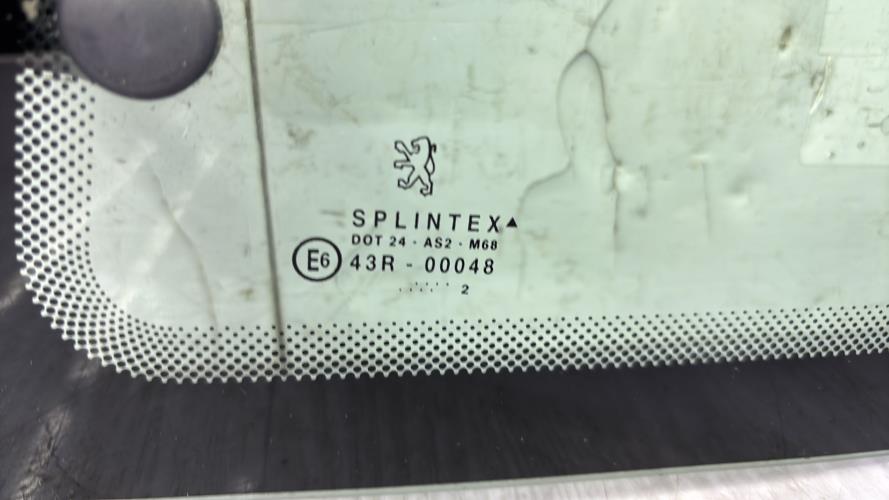 SPLINTEX▲
DOT 24 · AS2 · M68
E6
43R - 00048
2